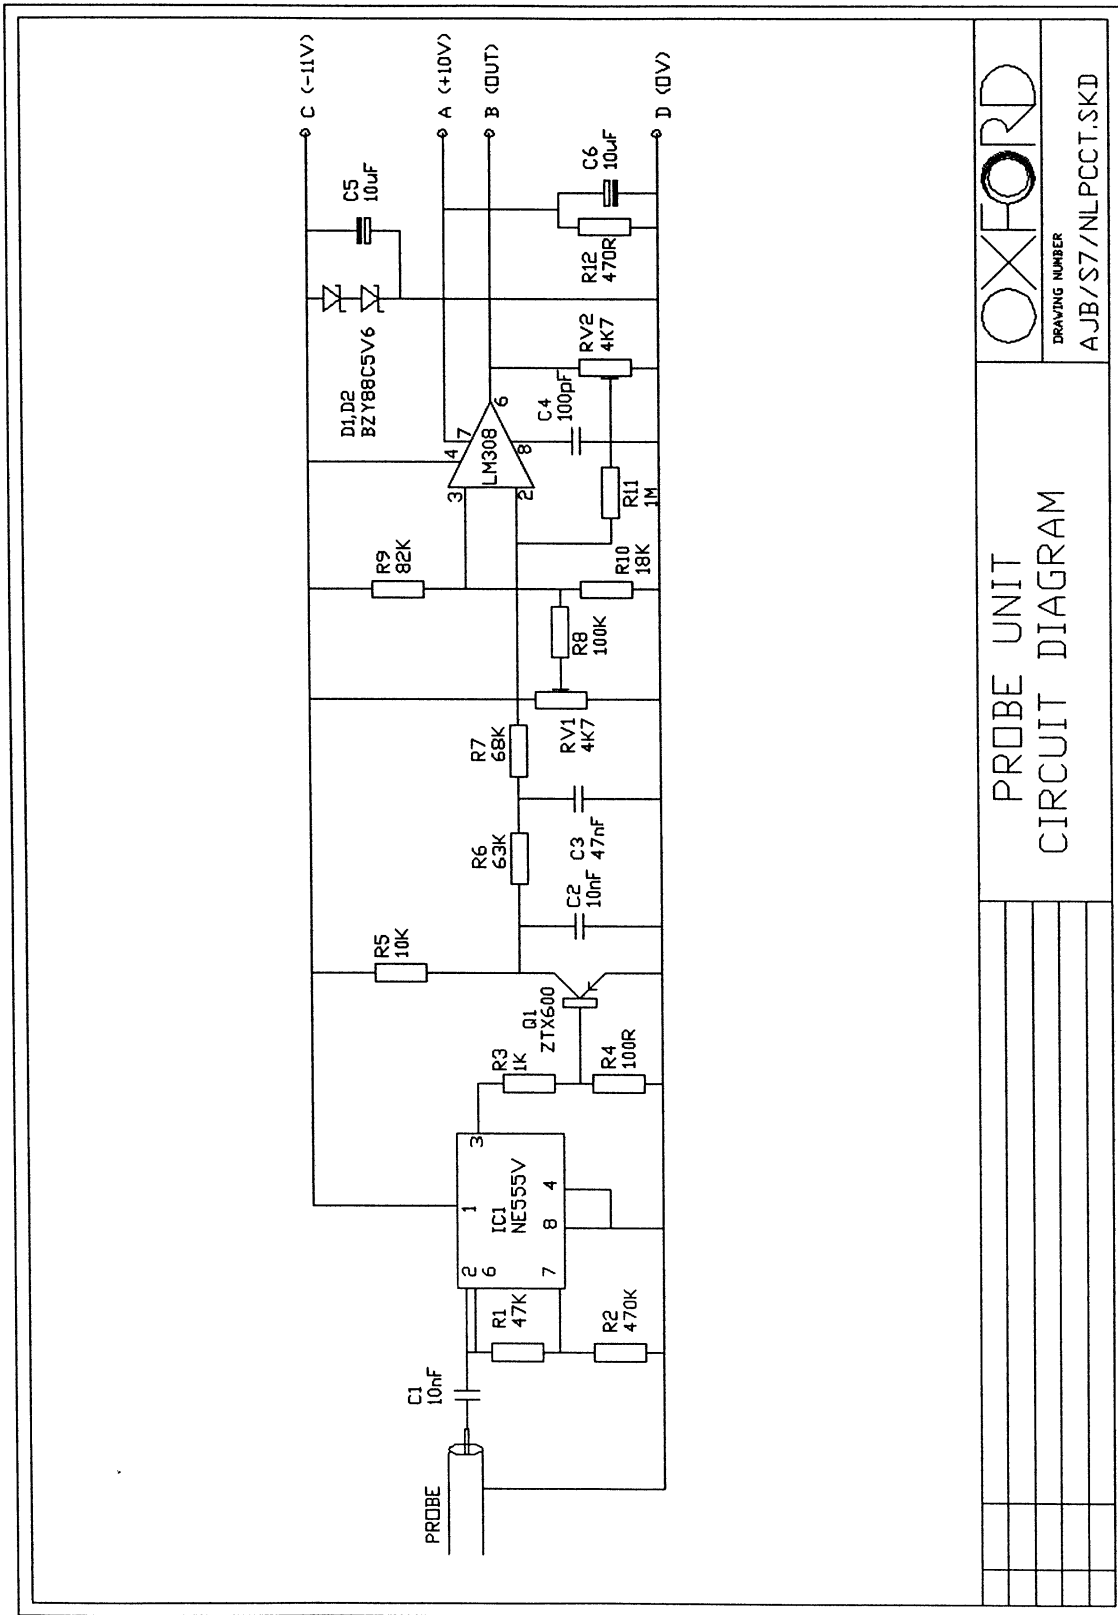 C (-11V)
A (+10V)
B (OUT)
D (0V)
C5
10uF
C6
10uF
R12
470R
D1,D2
BZY88C5V6
RV2
4K7
C4
100pF
LM308
3
2
4
7
6
8
R11
1M
R9
82K
R10
18K
R8
100K
RV1
4K7
R7
68K
C3
47nF
R6
63K
C2
10nF
R5
10K
Q1
ZTX600
R3
1K
R4
100R
IC1
NE555V
1
3
2
6
7
8
4
R1
47K
R2
470K
C1
10nF
PROBE
PROBE UNIT
CIRCUIT DIAGRAM
OXFORD
DRAWING NUMBER
AJB/S7/NLPCCT.SKD